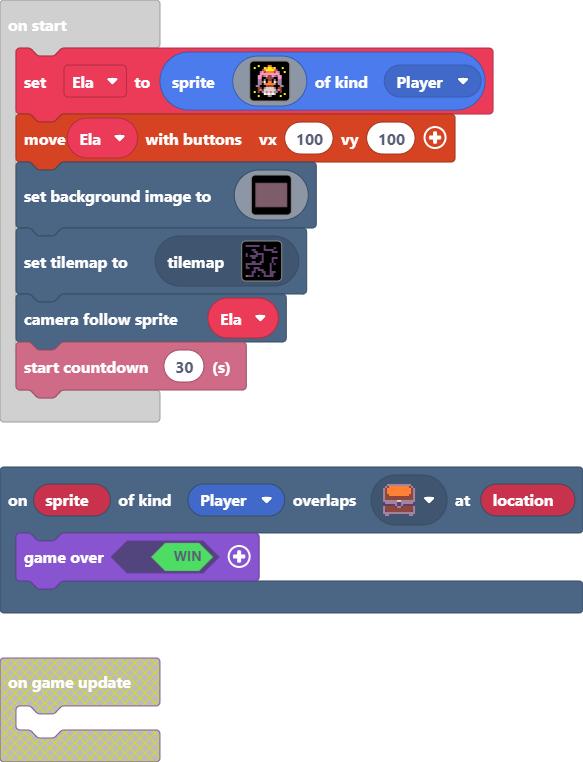 on start
set Ela to sprite of kind Player
move Ela with buttons vx 100 vy 100
set background image to
set tilemap to tilemap
camera follow sprite Ela
start countdown 30 (s)
on sprite of kind Player overlaps at location
game over WIN
on game update